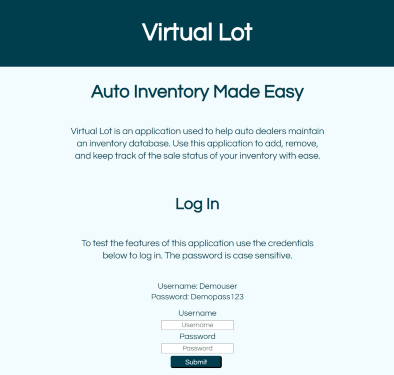 Virtual Lot
Auto Inventory Made Easy
Virtual Lot is an application used to help auto dealers maintain
an inventory database. Use this application to add, remove,
and keep track of the sale status of your inventory with ease.
Log In
To test the features of this application use the credentials
below to log in. The password is case sensitive.
Username: Demouser
Password: Demopass123
Username
Username
Password
Password
Submit